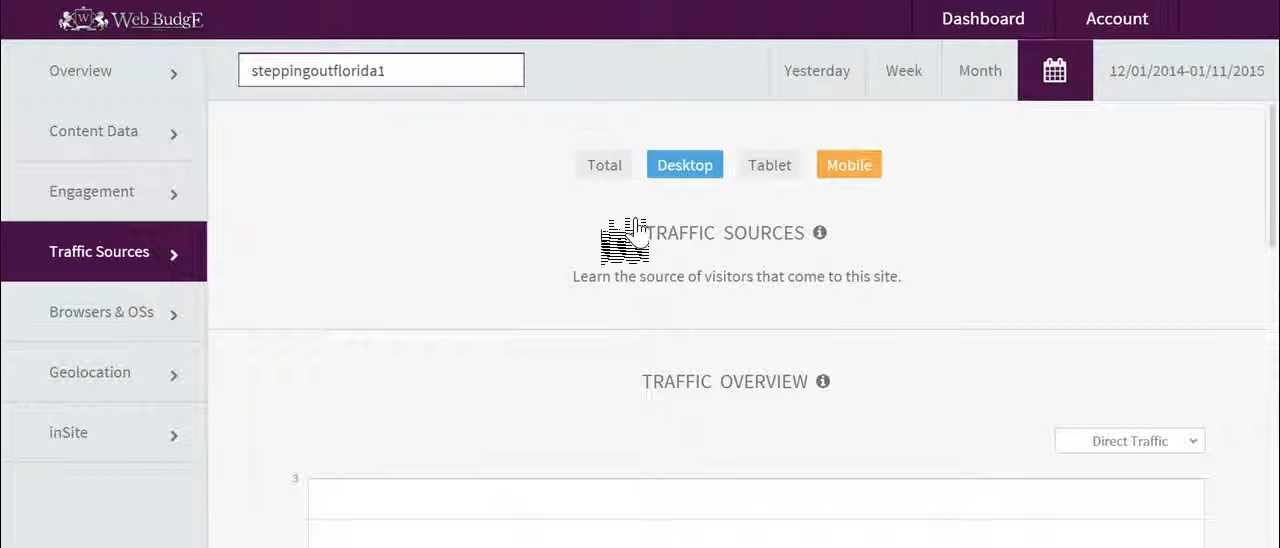 W Web BudgE
Dashboard Account
Overview
steppingoutflorida1
Yesterday Week Month 12/01/2014-01/11/2015
Content Data
Total Desktop Tablet Mobile
Engagement
TRAFFIC SOURCES
Traffic Sources
Learn the source of visitors that come to this site.
Browsers & OSs
Geolocation
TRAFFIC OVERVIEW
inSite
Direct Traffic
3